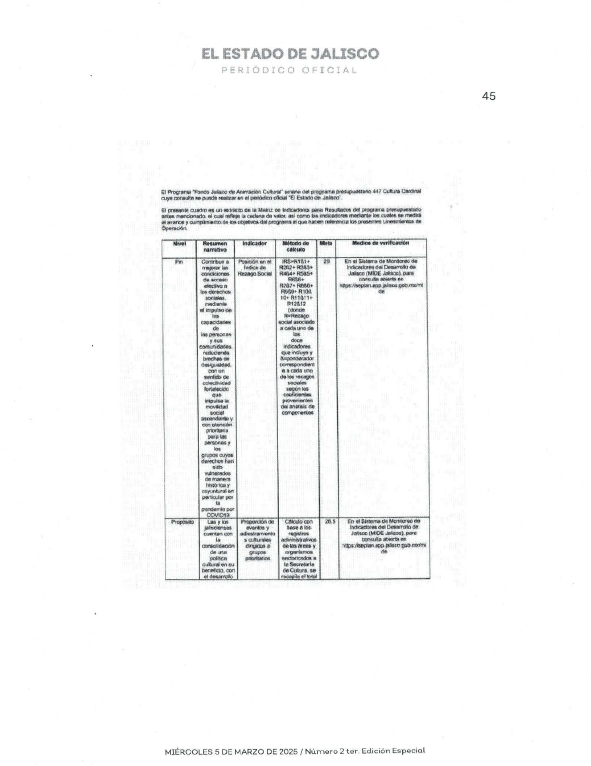 EL ESTADO DE JALISCO
PERIÓDICO OFICIAL
45
El Programa "Fondo Jalisco de Animación Cultural" emana del programa presupuestario 447 Cultura Cardinal
cuya consulta se puede realizar en el periódico oficial "El Estado de Jalisco".
El presente cuadro es un extracto de la Matriz de Indicadores para Resultados del programa presupuestario
antes mencionado, el cual refleja la cadena de valor, así como los indicadores mediante los cuales se medirá
el avance y cumplimiento de los objetivos del programa al que hacen referencia los presentes Lineamientos de
Operación.
Nivel Resumen narrativo Indicador Método de cálculo Meta Medios de verificación
Fin
Contribuir a
mejorar las
condiciones
de acceso
efectivo a
los derechos
sociales,
mediante
el impulso de
las
capacidades
de
las personas
y sus
comunidades,
reduciendo
brechas de
desigualdad,
con un
sentido de
colectividad
fortalecido
que
impulse la
movilidad
social
ascendente y
con atención
prioritaria
para las
personas y
los
grupos cuyos
derechos han
sido
vulnerados
de manera
histórica y
coyuntural en
particular por
la
pandemia por
COVID19
Posición en el
Índice de
Rezago Social
(donde
social asociado
a cada uno de
los
doce
indicadores
que incluye y
correspondient
e a cada uno
de los rezagos
sociales
según los
coeficientes
provenientes
del análisis de
componentes
29
En el Sistema de Monitoreo de
Indicadores del Desarrollo de
Jalisco (MIDE Jalisco), para
consulta abierta en
https://seplan.app.jalisco.gob.mx/mi
de
Propósito
Las y los
jaliscienses
cuentan con
la
consolidación
de una
política
cultural en su
beneficio, con
el desarrollo
Proporción de
eventos y
adiestramiento
s culturales
dirigidos a
grupos
prioritarios
Cálculo con
base a los
registros
administrativos
de las áreas y
organismos
sectorizados a
la Secretaría
de Cultura, se
recopila el total
28.5
En el Sistema de Monitoreo de
Indicadores del Desarrollo de
Jalisco (MIDE Jalisco), para
consulta abierta en
https://seplan.app.jalisco.gob.mx/mi
de
MIÉRCOLES 5 DE MARZO DE 2025 / Número 2 ter. Edición Especial